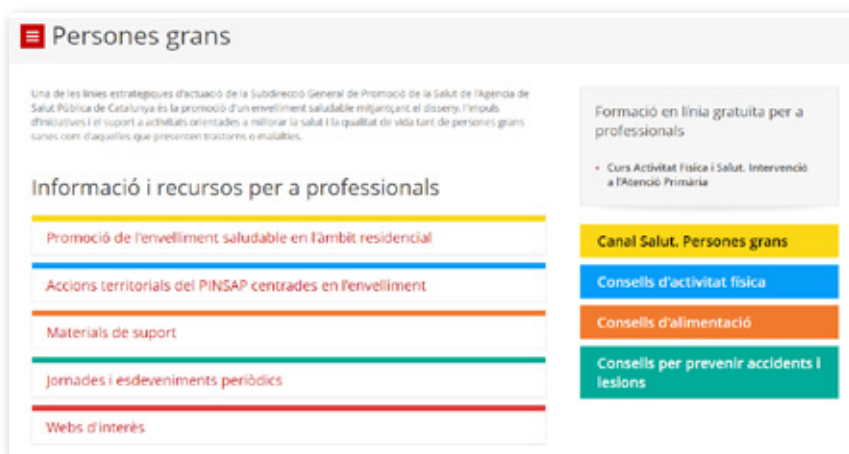 Persones grans
Una de les línies estratègiques d'actuació de la Subdirecció General de Promoció de la Salut de l'Agència de
Salut Pública de Catalunya és la promoció d'un envelliment saludable mitjançant el disseny, l'impuls
d'iniciatives i el suport a activitats orientades a millorar la salut i la qualitat de vida tant de persones grans
sanes com d'aquelles que presenten trastorns o malalties.
Informació i recursos per a professionals
Promoció de l'envelliment saludable en l'àmbit residencial
Accions territorials del PINSAP centrades en l'envelliment
Materials de suport
Jornades i esdeveniments periòdics
Webs d'interès
Formació en línia gratuïta per a
professionals
Curs Activitat Física i Salut. Intervenció
a l'Atenció Primària
Canal Salut. Persones grans
Consells d'activitat física
Consells d'alimentació
Consells per prevenir accidents i
lesions